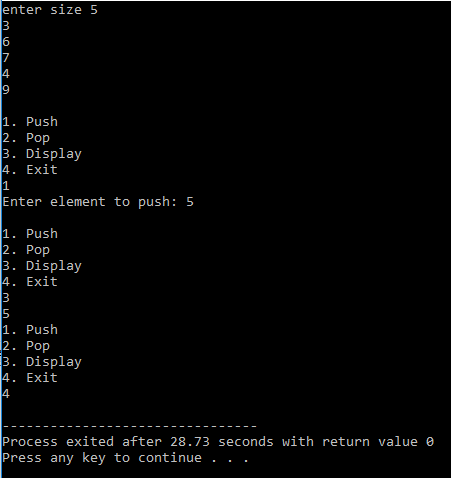 enter size 5
3
6
7
4
9
1. Push
2. Pop
3. Display
4. Exit
1
Enter element to push: 5
1. Push
2. Pop
3. Display
4. Exit
3
5
1. Push
2. Pop
3. Display
4. Exit
4
--------------------------------
Process exited after 28.73 seconds with return value 0
Press any key to continue . . .